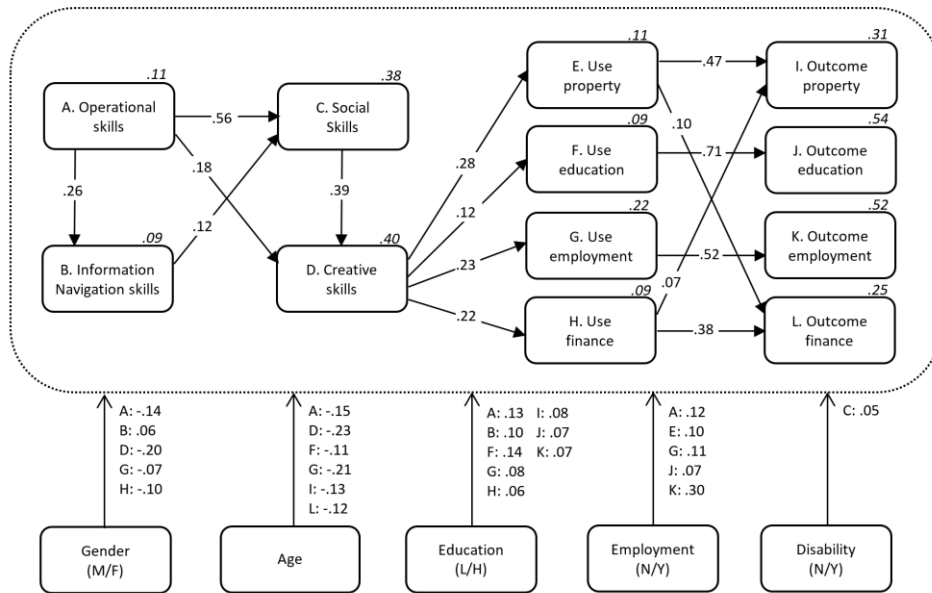 .11
A. Operational
skills
.38
C. Social
Skills
.11
E. Use
property
.31
I. Outcome
property
.56
.47
.10
.26
.18
.12
.39
.28
.09
F. Use
education
.71
.54
J. Outcome
education
.12
.09
B. Information
Navigation skills
.40
D. Creative
skills
.23
.22
G. Use
employment
.52
.52
K. Outcome
employment
.07
.22
.09
H. Use
finance
.38
.25
L. Outcome
finance
A: -.14
B: .06
D: -.20
G: -.07
H: -.10
A: -.15
D: -.23
F: -.11
G: -.21
I: -.13
L: -.12
A: .13 I: .08
B: .10 J: .07
F: .14 K: .07
G: .08
H: .06
A: .12
E: .10
G: .11
J: .07
K: .30
C: .05
Gender
(M/F)
Age
Education
(L/H)
Employment
(N/Y)
Disability
(N/Y)